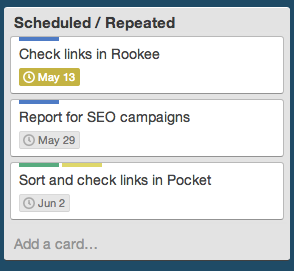 Scheduled / Repeated
Check links in Rookee
May 13
Report for SEO campaigns
May 29
Sort and check links in Pocket
Jun 2
Add a card…